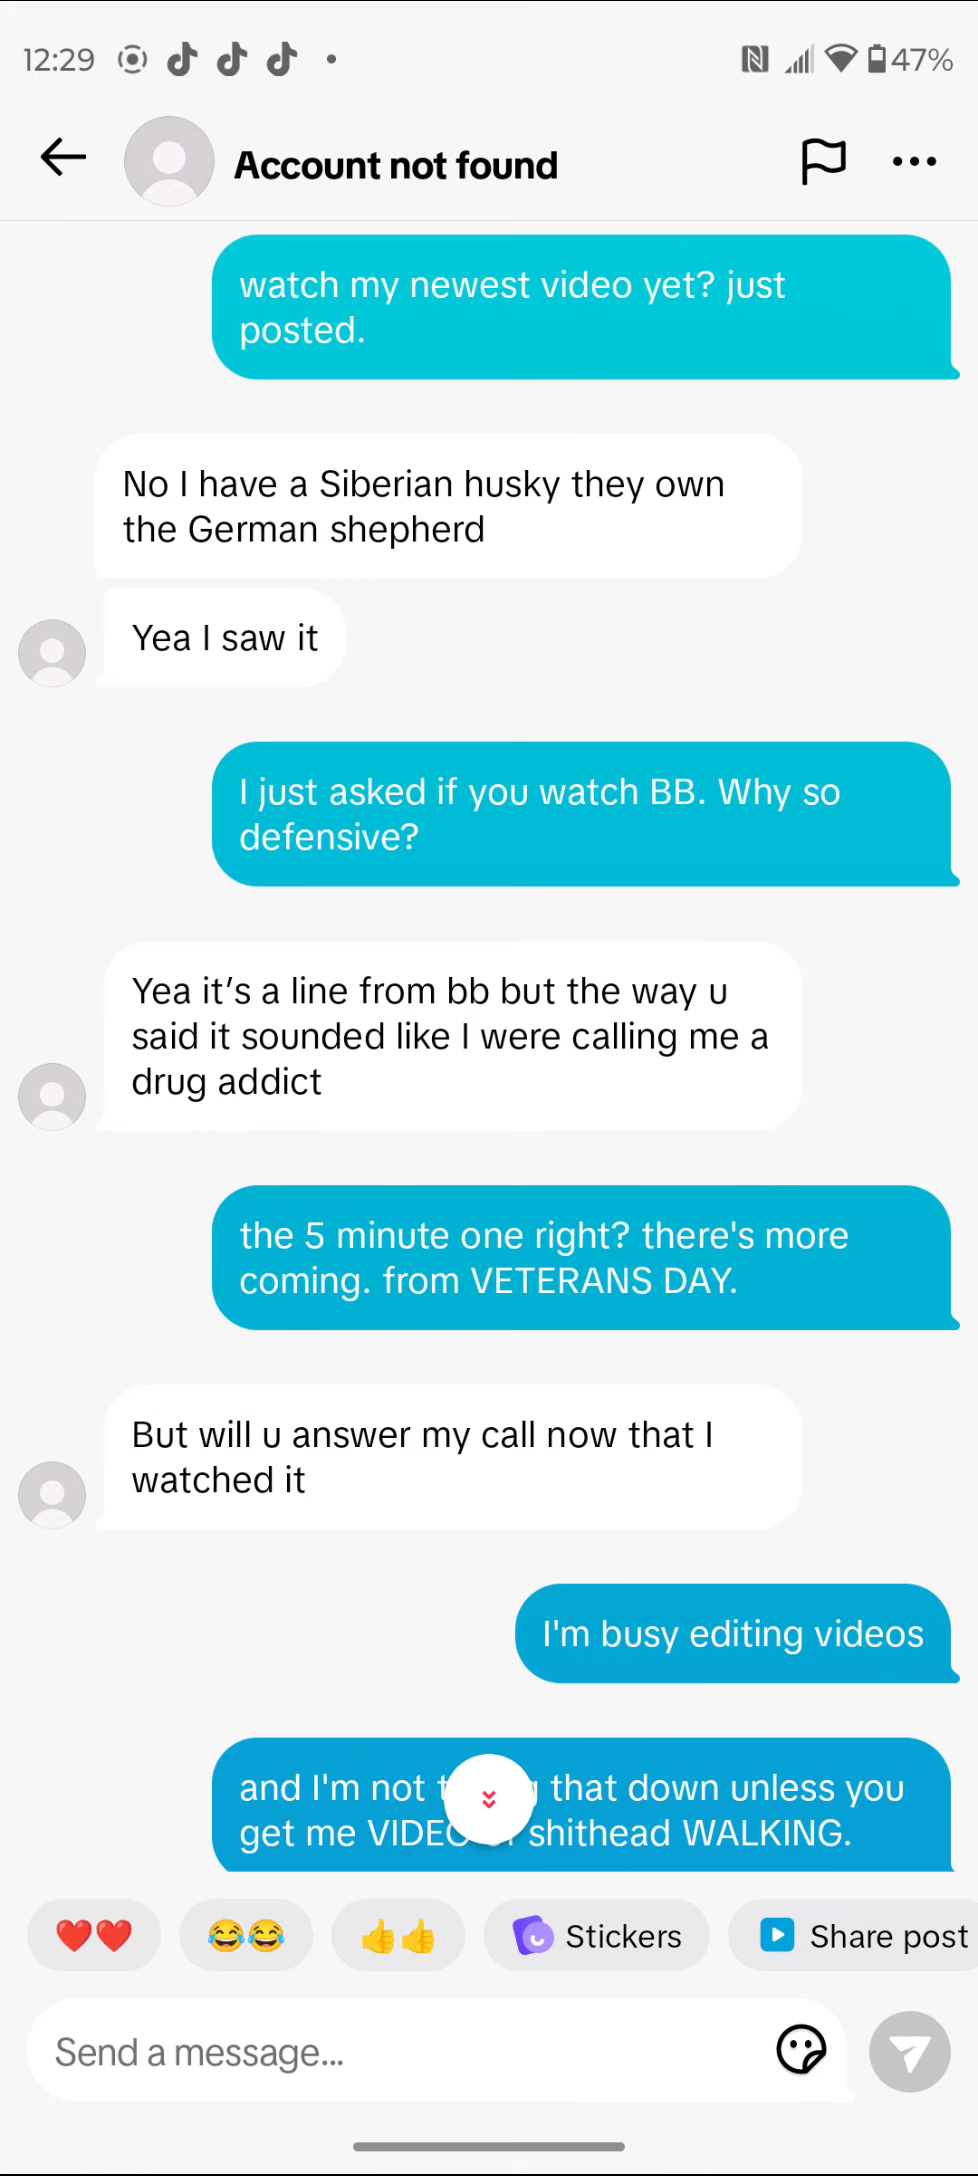 12:29
47%
Account not found
watch my newest video yet? just
posted.
No I have a Siberian husky they own
the German shepherd
Yea I saw it
I just asked if you watch BB. Why so
defensive?
Yea it’s a line from bb but the way u
said it sounded like I were calling me a
drug addict
the 5 minute one right? there's more
coming. from VETERANS DAY.
But will u answer my call now that I
watched it
I'm busy editing videos
and I'm not that down unless you
get me shithead WALKING.
Stickers
Share post
Send a message...